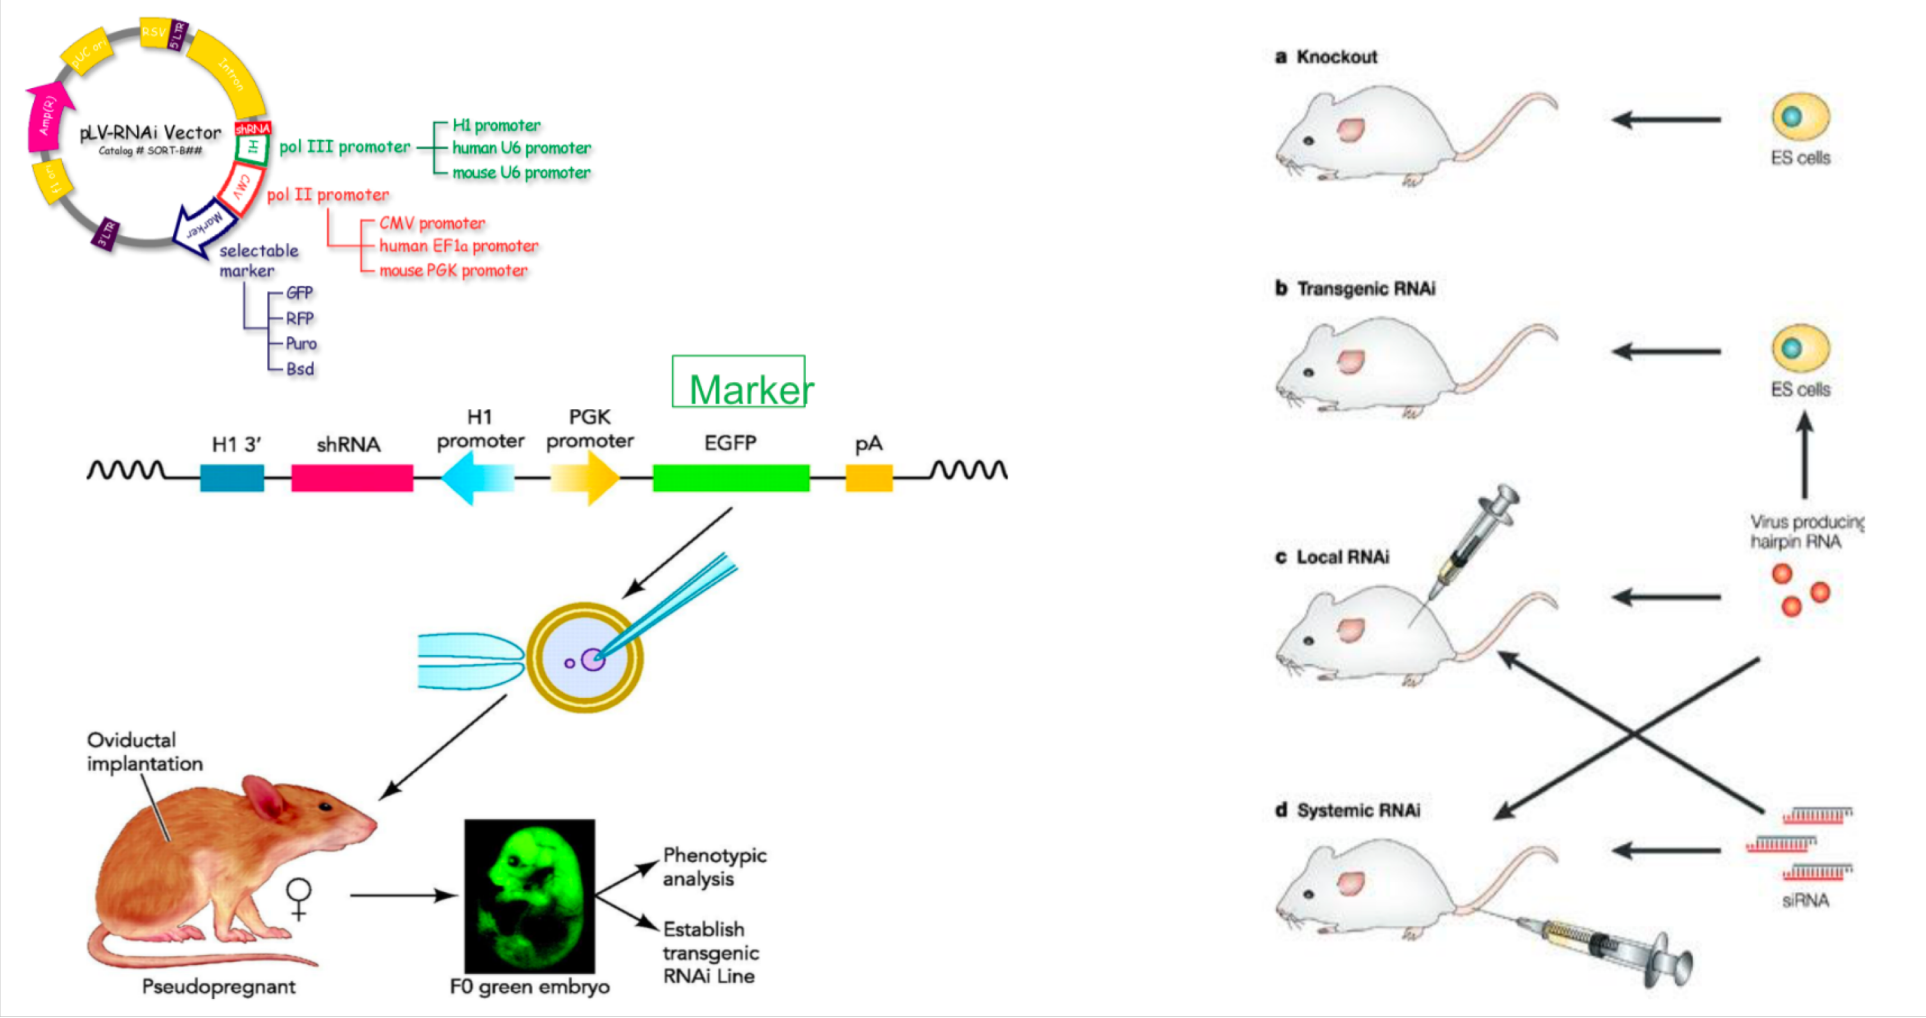 RSV
5'LTR
pUC ori
Intron
Amp(R)
pLV-RNAi Vector
Catalog # SORT-B###
shRNA
H1
CMV
Marker
f1 ori
3'LTR
pol III promoter
H1 promoter
human U6 promoter
mouse U6 promoter
pol II promoter
CMV promoter
human EF1a promoter
mouse PGK promoter
selectable
marker
GFP
RFP
Puro
Bsd
Marker
H1 3'
shRNA
H1
promoter
PGK
promoter
EGFP
pA
Oviductal
implantation
Pseudopregnant
F0 green embryo
Phenotypic
analysis
Establish
transgenic
RNAi Line
a Knockout
ES cells
b Transgenic RNAi
ES cells
Virus producing
hairpin RNA
c Local RNAi
d Systemic RNAi
siRNA